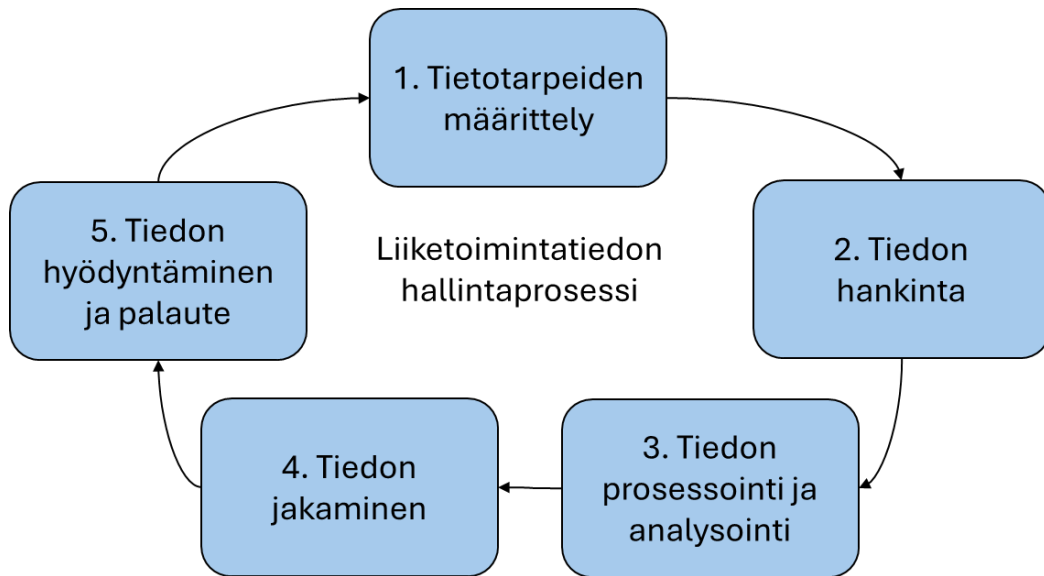 1. Tietotarpeiden
määrittely
2. Tiedon
hankinta
3. Tiedon
prosessointi ja
analysointi
4. Tiedon
jakaminen
5. Tiedon
hyödyntäminen
ja palaute
Liiketoimintatiedon
hallintaprosessi